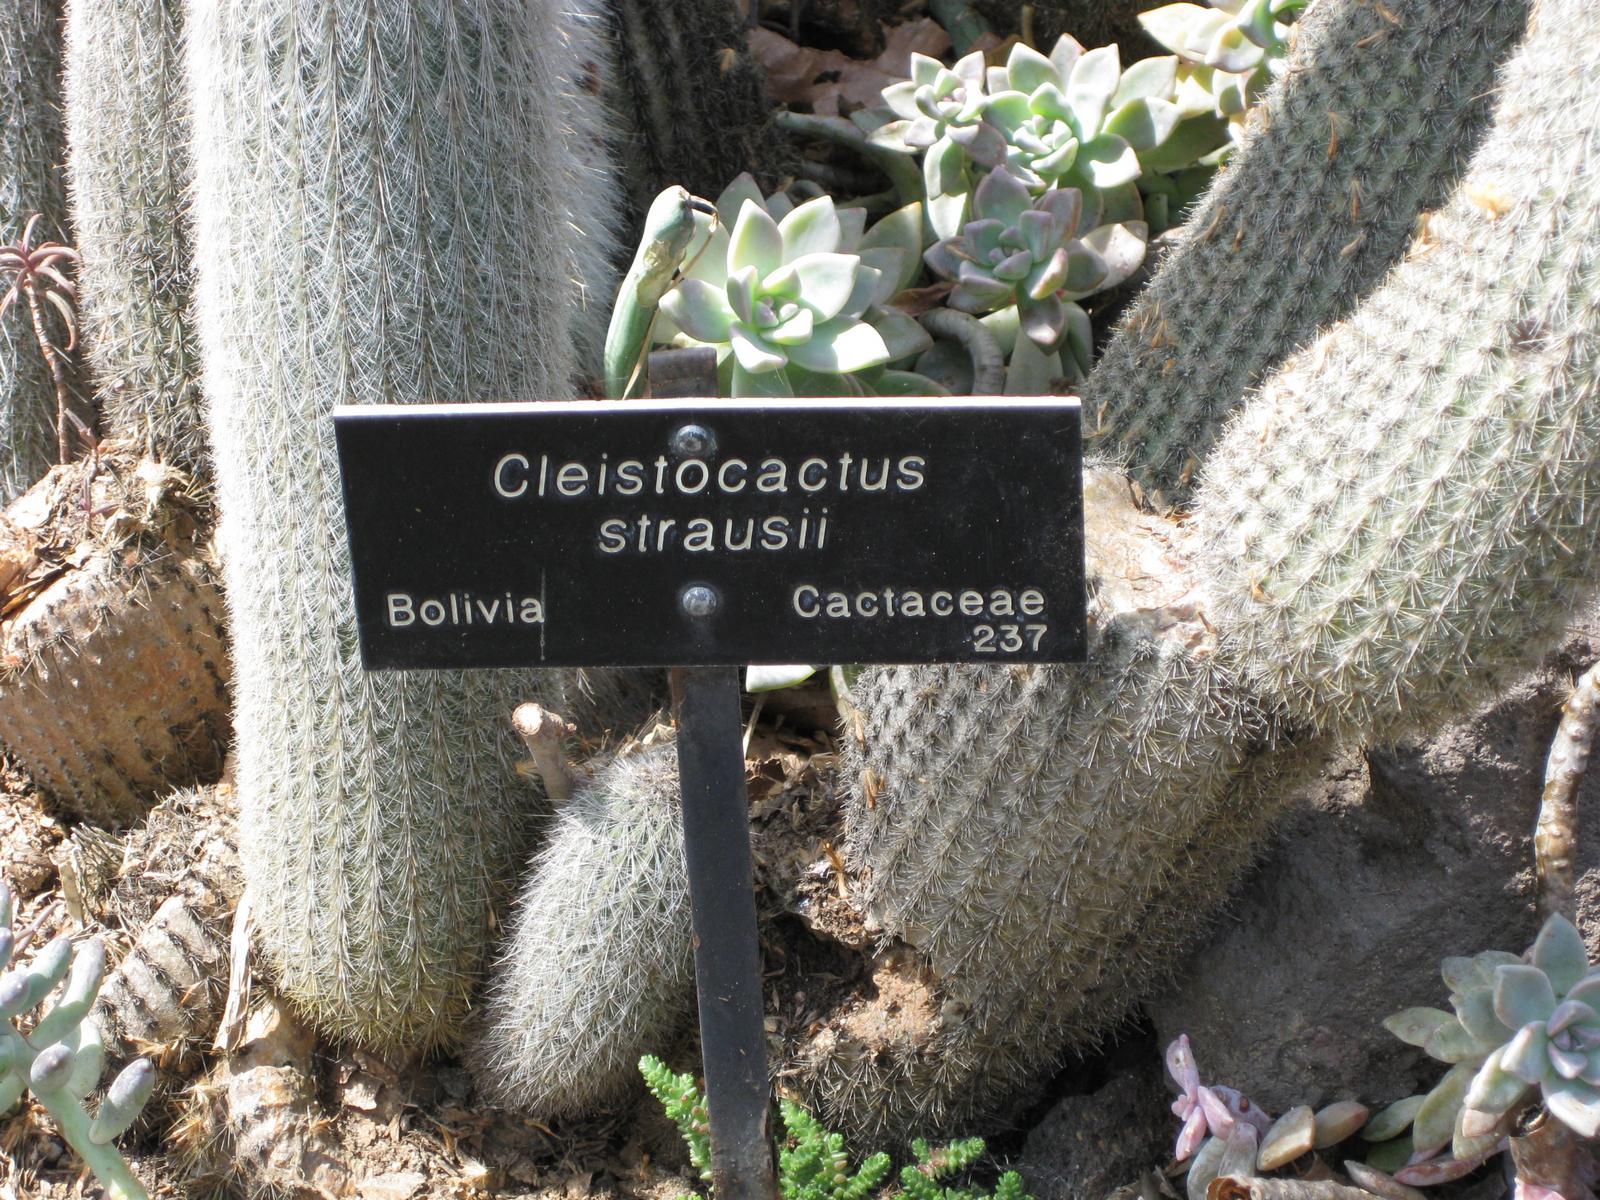 Cleistocactus
strausii
Bolivia Cactaceae
237